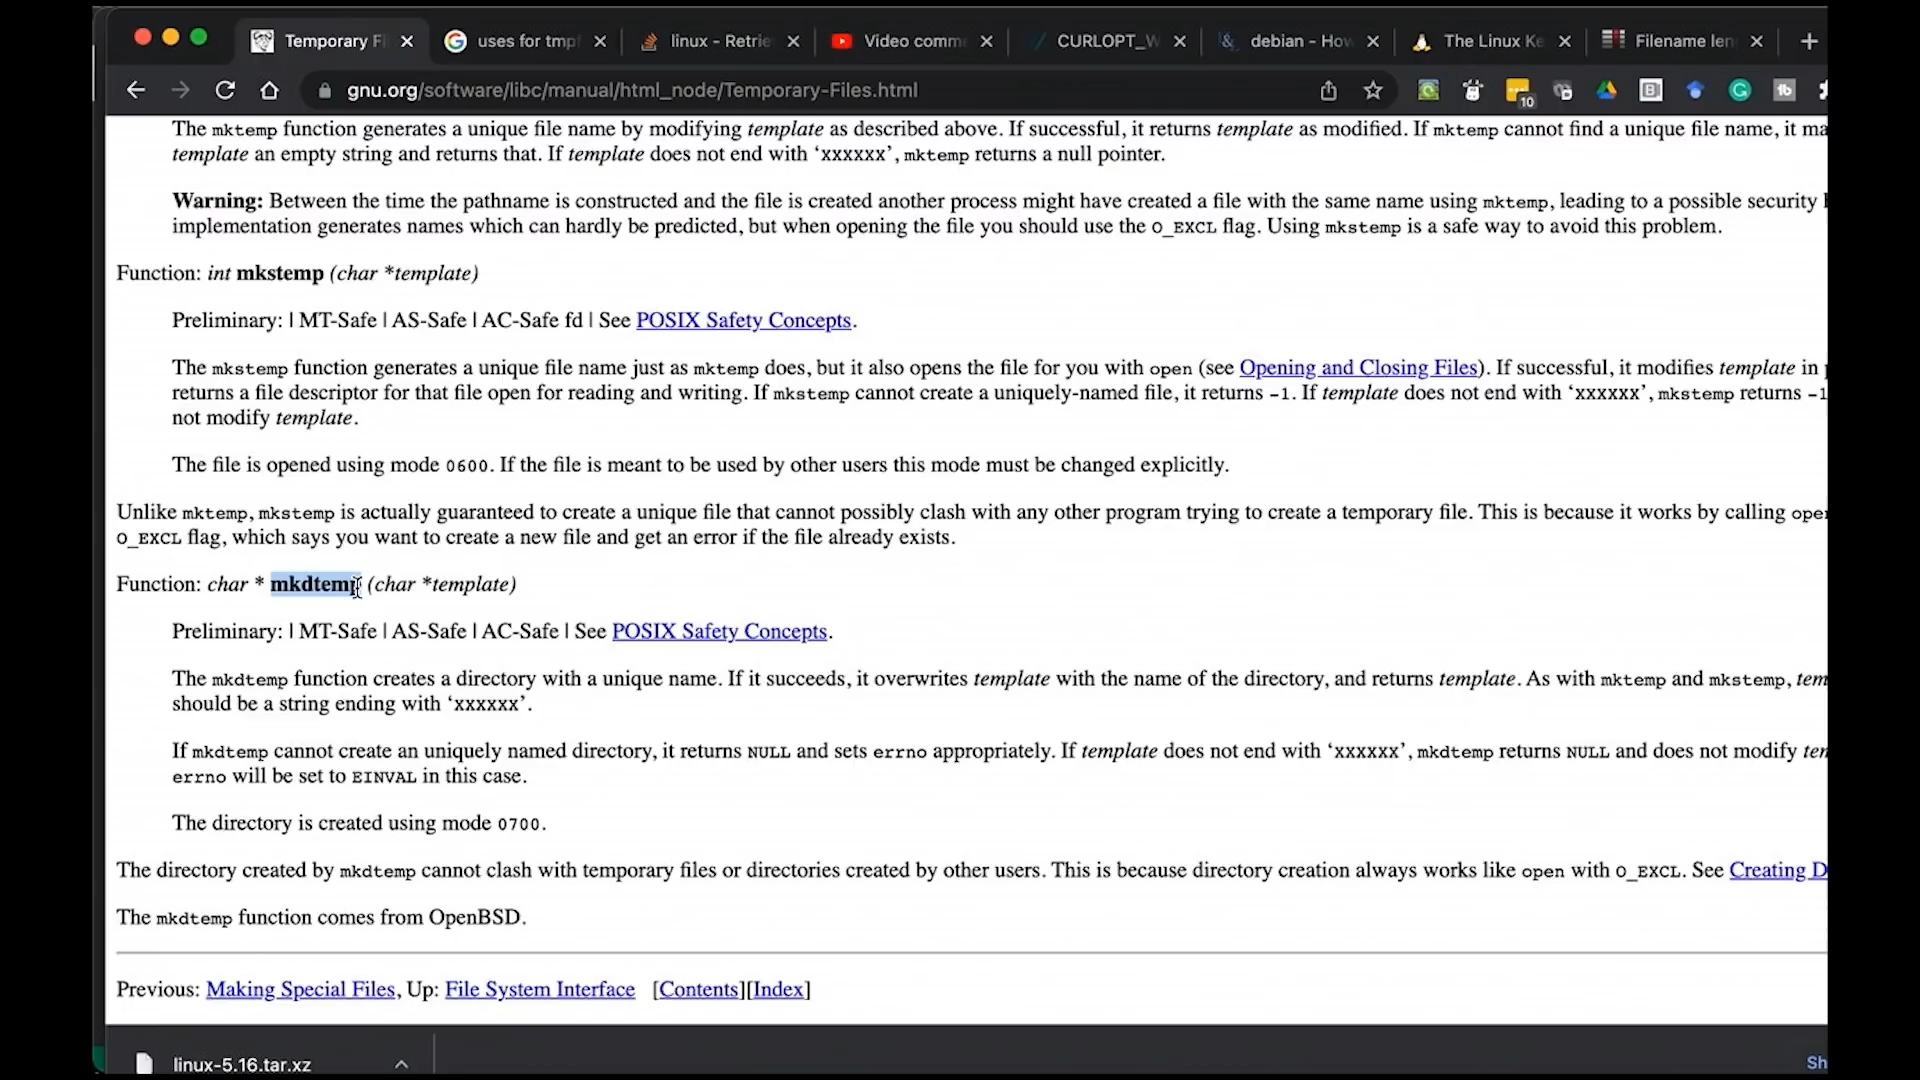 Temporary Fi
uses for tmpf
linux - Retrie
Video comm
CURLOPT_W
debian - How
The Linux Ke
Filename len
gnu.org/software/libc/manual/html_node/Temporary-Files.html
10
The mktemp function generates a unique file name by modifying template as described above. If successful, it returns template as modified. If mktemp cannot find a unique file name, it ma
template an empty string and returns that. If template does not end with ‘XXXXXX’, mktemp returns a null pointer.
Warning: Between the time the pathname is constructed and the file is created another process might have created a file with the same name using mktemp, leading to a possible security
implementation generates names which can hardly be predicted, but when opening the file you should use the O_EXCL flag. Using mkstemp is a safe way to avoid this problem.
Function: int mkstemp (char *template)
Preliminary: | MT-Safe | AS-Safe | AC-Safe fd | See POSIX Safety Concepts.
The mkstemp function generates a unique file name just as mktemp does, but it also opens the file for you with open (see Opening and Closing Files). If successful, it modifies template in
returns a file descriptor for that file open for reading and writing. If mkstemp cannot create a uniquely-named file, it returns -1. If template does not end with ‘XXXXXX’, mkstemp returns -1
not modify template.
The file is opened using mode 0600. If the file is meant to be used by other users this mode must be changed explicitly.
Unlike mktemp, mkstemp is actually guaranteed to create a unique file that cannot possibly clash with any other program trying to create a temporary file. This is because it works by calling open
O_EXCL flag, which says you want to create a new file and get an error if the file already exists.
Function: char * mkdtemp (char *template)
Preliminary: | MT-Safe | AS-Safe | AC-Safe | See POSIX Safety Concepts.
The mkdtemp function creates a directory with a unique name. If it succeeds, it overwrites template with the name of the directory, and returns template. As with mktemp and mkstemp, tem
should be a string ending with ‘XXXXXX’.
If mkdtemp cannot create an uniquely named directory, it returns NULL and sets errno appropriately. If template does not end with ‘XXXXXX’, mkdtemp returns NULL and does not modify tem
errno will be set to EINVAL in this case.
The directory is created using mode 0700.
The directory created by mkdtemp cannot clash with temporary files or directories created by other users. This is because directory creation always works like open with O_EXCL. See Creating D
The mkdtemp function comes from OpenBSD.
Previous: Making Special Files, Up: File System Interface [Contents][Index]
linux-5.16.tar.xz
Sh